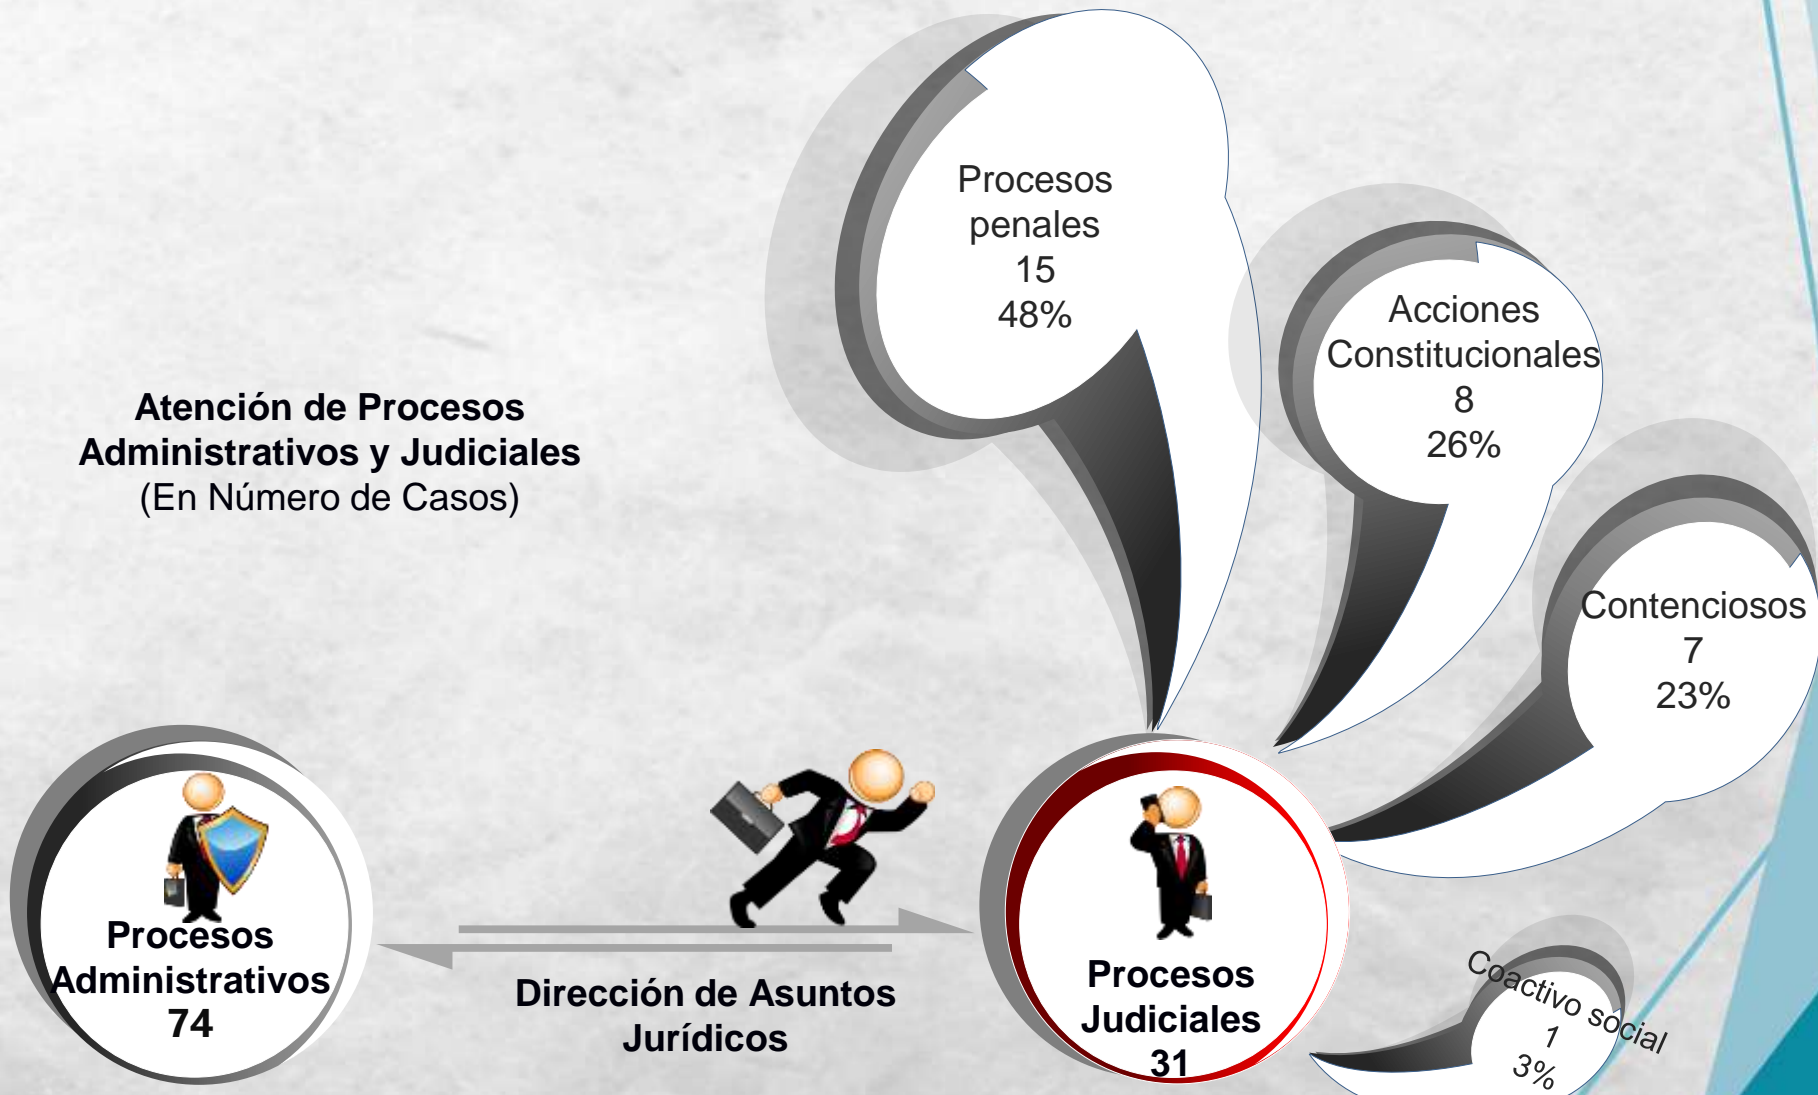 Procesos
penales
15
48%
Acciones
Constitucionales
8
26%
Atención de Procesos
Administrativos y Judiciales
(En Número de Casos)
Contenciosos
7
23%
Procesos
Administrativos
74
Dirección de Asuntos
Jurídicos
Procesos
Judiciales
31
Coactivo social
1
3%